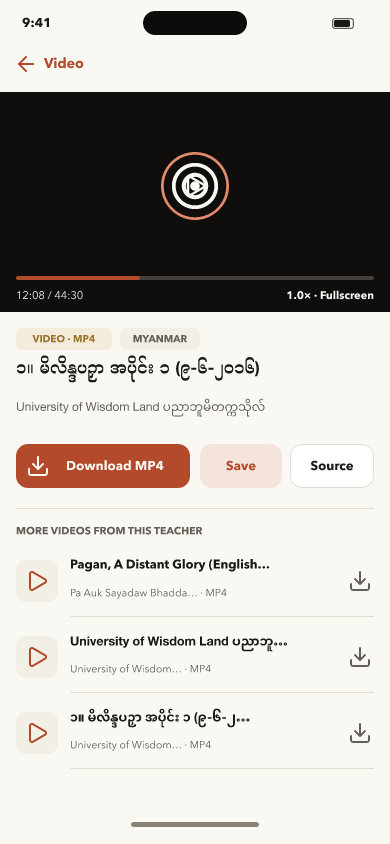 9:41
Video
12:08 / 44:30
1.0× · Fullscreen
VIDEO · MP4
MYANMAR
၁။ မိလိန္ဒပဉှာ အပိုင်း ၁ (၉-၆-၂၀၁၆)
University of Wisdom Land ပညာဘူမိတက္ကသိုလ်
Download MP4
Save
Source
MORE VIDEOS FROM THIS TEACHER
Pagan, A Distant Glory (English...
Pa Auk Sayadaw Bhadda... · MP4
University of Wisdom Land ပညာဘူ...
University of Wisdom... · MP4
၁။ မိလိန္ဒပဉှာ အပိုင်း ၁ (၉-၆-၂...
University of Wisdom... · MP4